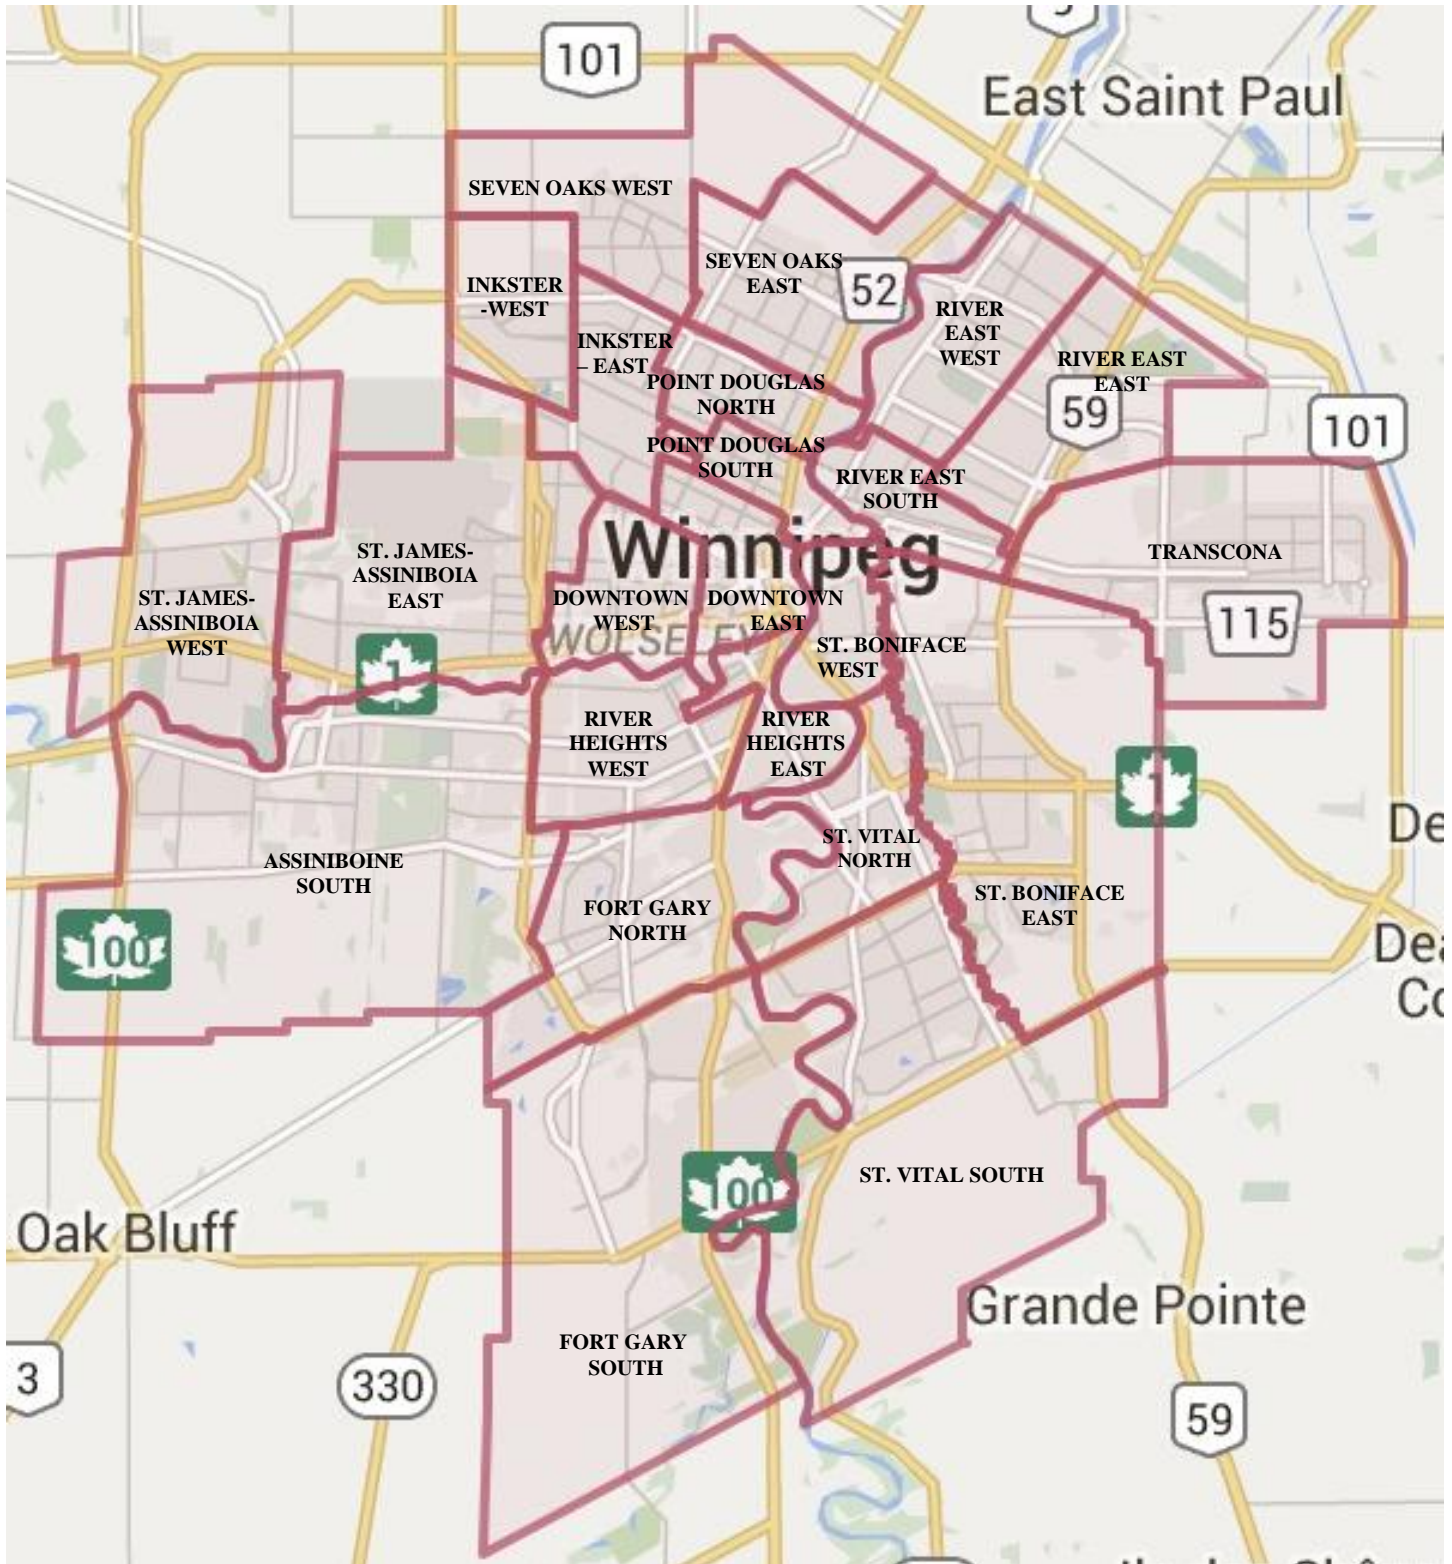 101
East Saint Paul
SEVEN OAKS WEST
SEVEN OAKS
EAST
52
INKSTER
-WEST
RIVER
EAST
WEST
INKSTER
– EAST
RIVER EAST
EAST
POINT DOUGLAS
NORTH
59
101
POINT DOUGLAS
SOUTH
RIVER EAST
SOUTH
Winnipeg
TRANSCONA
ST. JAMES-
ASSINIBOIA
EAST
ST. JAMES-
ASSINIBOIA
WEST
DOWNTOWN
WEST
DOWNTOWN
EAST
WOLSELEY
115
ST. BONIFACE
WEST
1
RIVER
HEIGHTS
WEST
RIVER
HEIGHTS
EAST
1
De
ASSINIBOINE
SOUTH
ST. VITAL
NORTH
ST. BONIFACE
EAST
FORT GARY
NORTH
100
Dea
Co
100
ST. VITAL SOUTH
Oak Bluff
Grande Pointe
FORT GARY
SOUTH
3
330
59